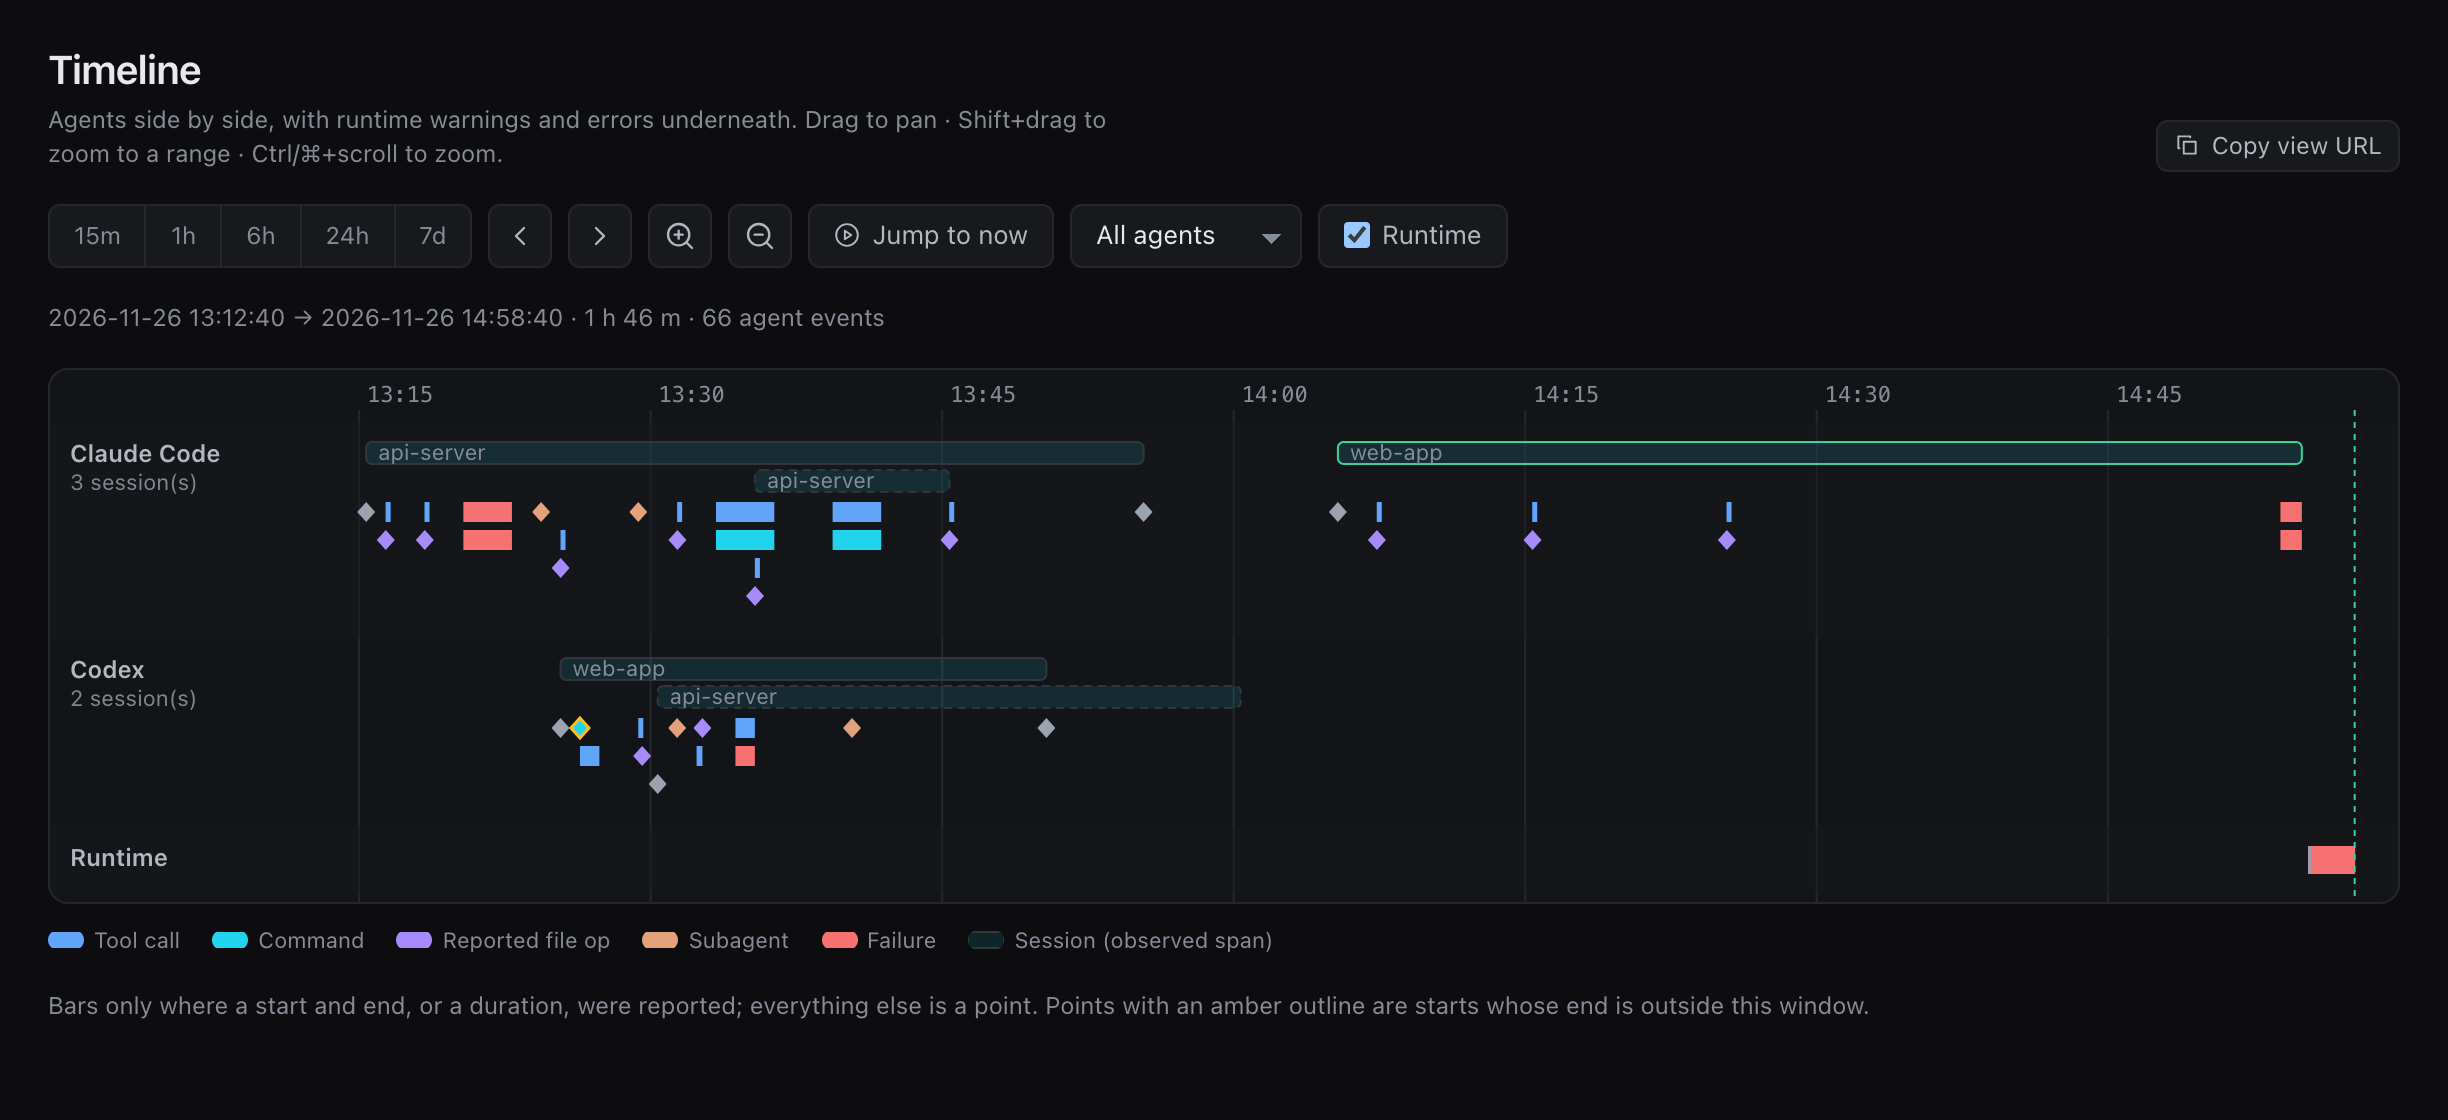 Timeline
Agents side by side, with runtime warnings and errors underneath. Drag to pan · Shift+drag to
zoom to a range · Ctrl/⌘+scroll to zoom.
Copy view URL
15m 1h 6h 24h 7d Jump to now All agents Runtime
2026-11-26 13:12:40 → 2026-11-26 14:58:40 · 1 h 46 m · 66 agent events
13:15 13:30 13:45 14:00 14:15 14:30 14:45
Claude Code
3 session(s)
api-server
web-app
api-server
Codex
2 session(s)
web-app
api-server
Runtime
Tool call Command Reported file op Subagent Failure Session (observed span)
Bars only where a start and end, or a duration, were reported; everything else is a point. Points with an amber outline are starts whose end is outside this window.